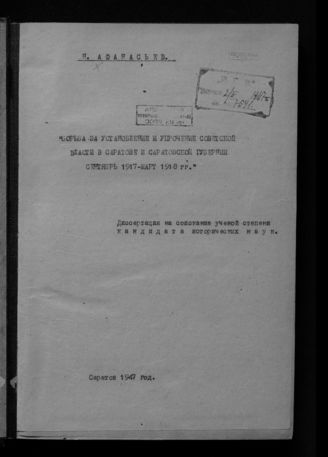 Н. АФАНАСЬЕВ.
"БОРЬБА ЗА УСТАНОВЛЕНИЕ И УПРОЧЕНИЕ СОВЕТСКОЙ
ВЛАСТИ В САРАТОВЕ И САРАТОВСКОЙ ГУБЕРНИИ
СЕНТЯБРЬ 1917-МАРТ 1918 гг."
Диссертация на соискание ученой степени
кандидата исторических наук.
Саратов 1947 год.